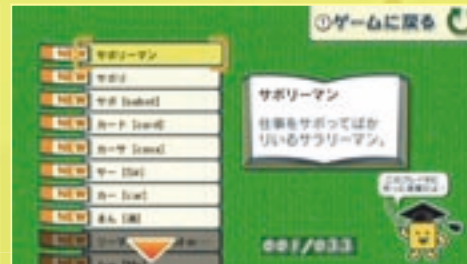 ①ゲームに戻る
NEW サボリーマン
NEW サボリ
NEW サボ [sabot]
NEW カード [card]
NEW カーサ [casa]
NEW サー [Sir]
NEW カー [car]
NEW まん
NEW
サボリーマン
仕事をサボってばか
りいるサラリーマン。
001/033